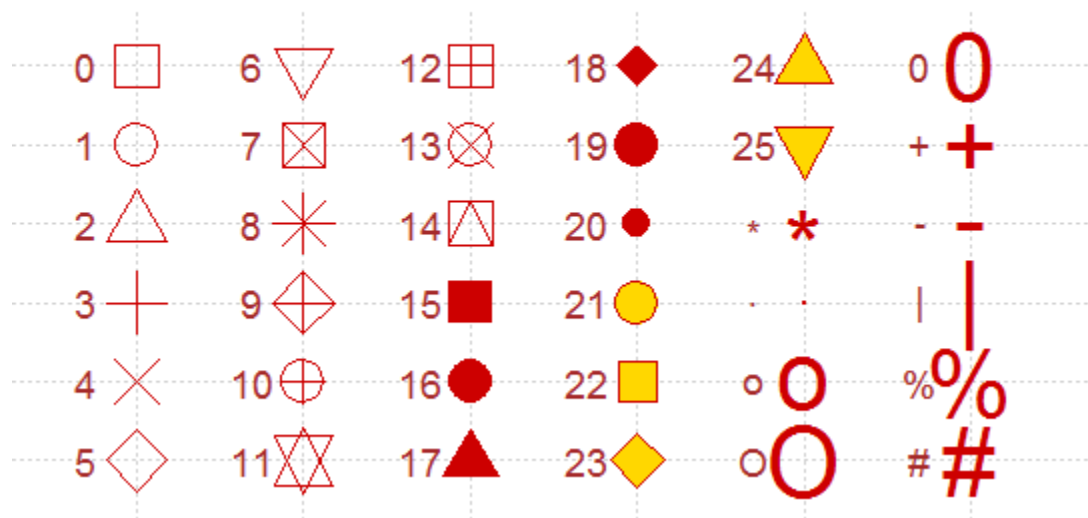 0 6 12 18 24 0 0
1 7 13 19 25 + +
2 8 14 20 * * - -
3 9 15 21 . . | |
4 10 16 22 o o % %
5 11 17 23 O O # #